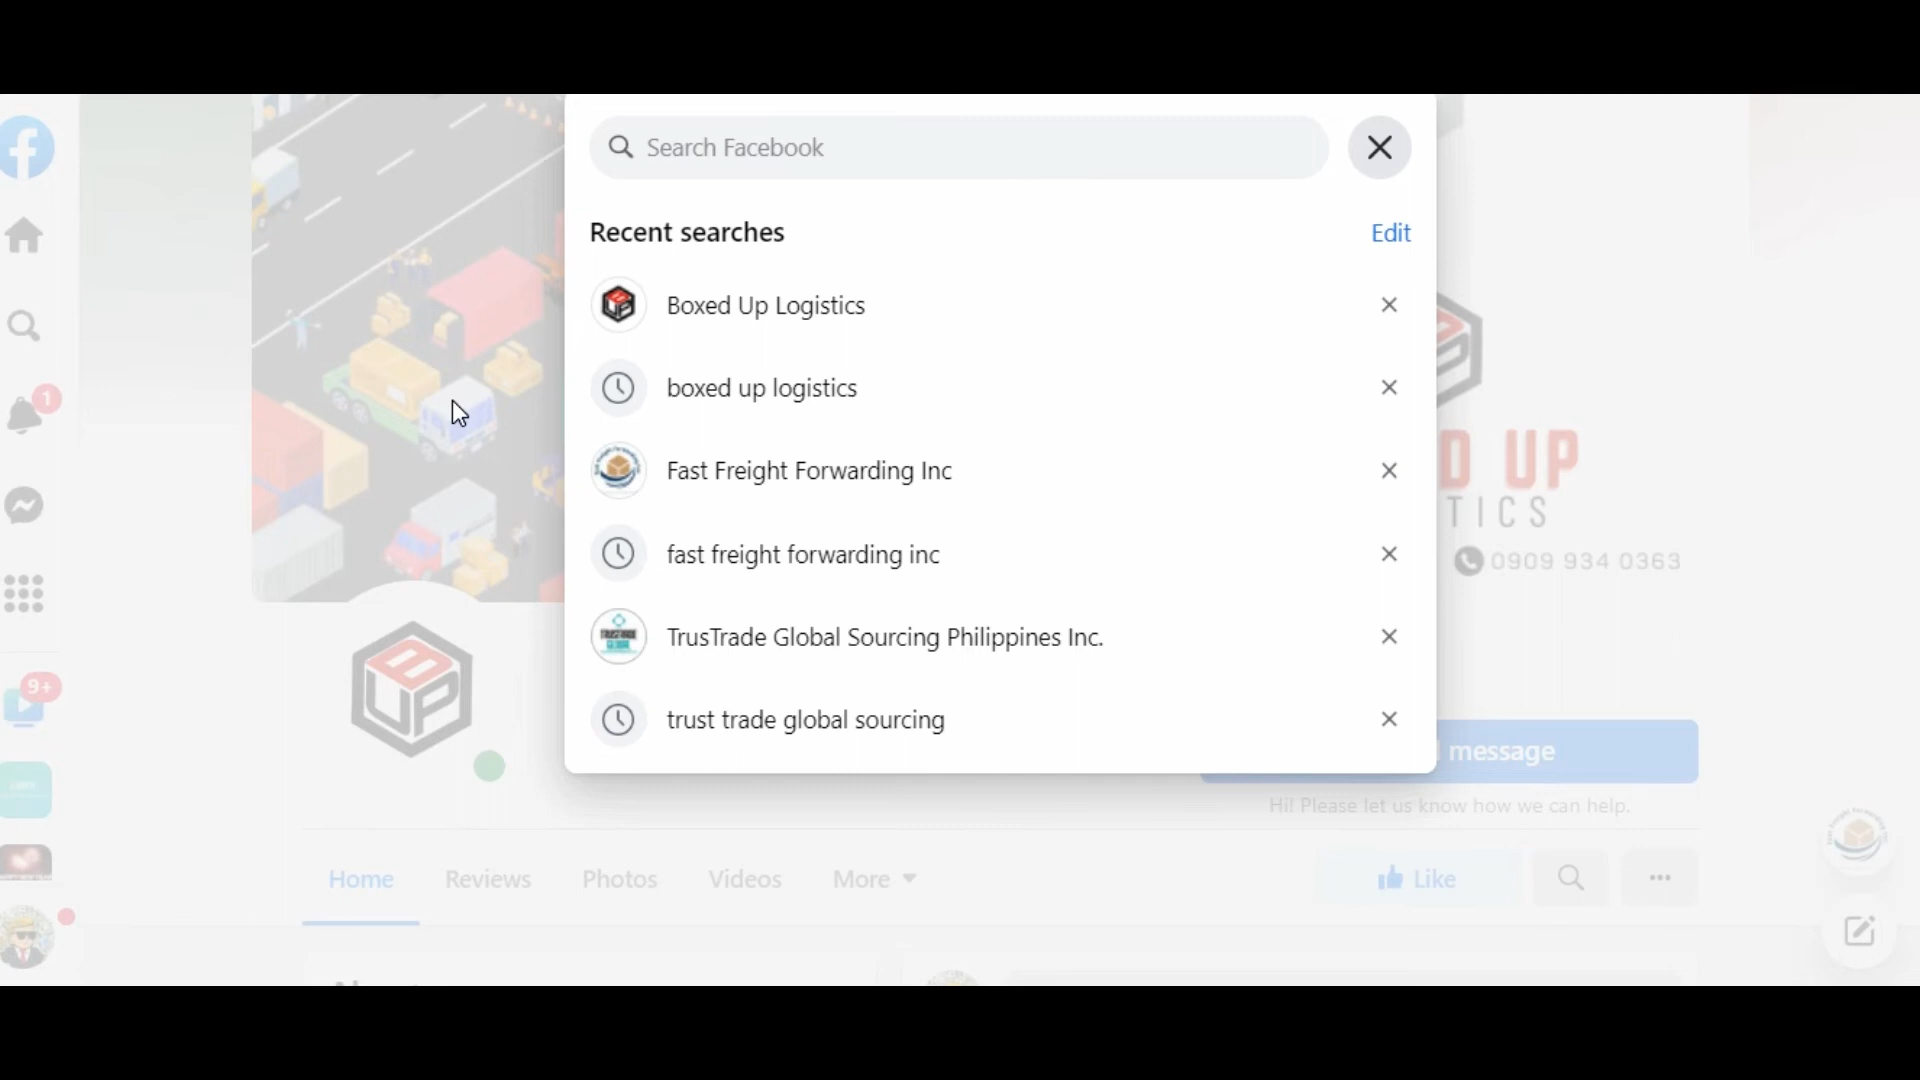 Search Facebook
Recent searches
Edit
Boxed Up Logistics
boxed up logistics
Fast Freight Forwarding Inc
fast freight forwarding inc
TrusTrade Global Sourcing Philippines Inc.
trust trade global sourcing
1
9+
D UP
TICS
0909 934 0363
UP
message
Hi! Please let us know how we can help.
Home
Reviews
Photos
Videos
More
Like